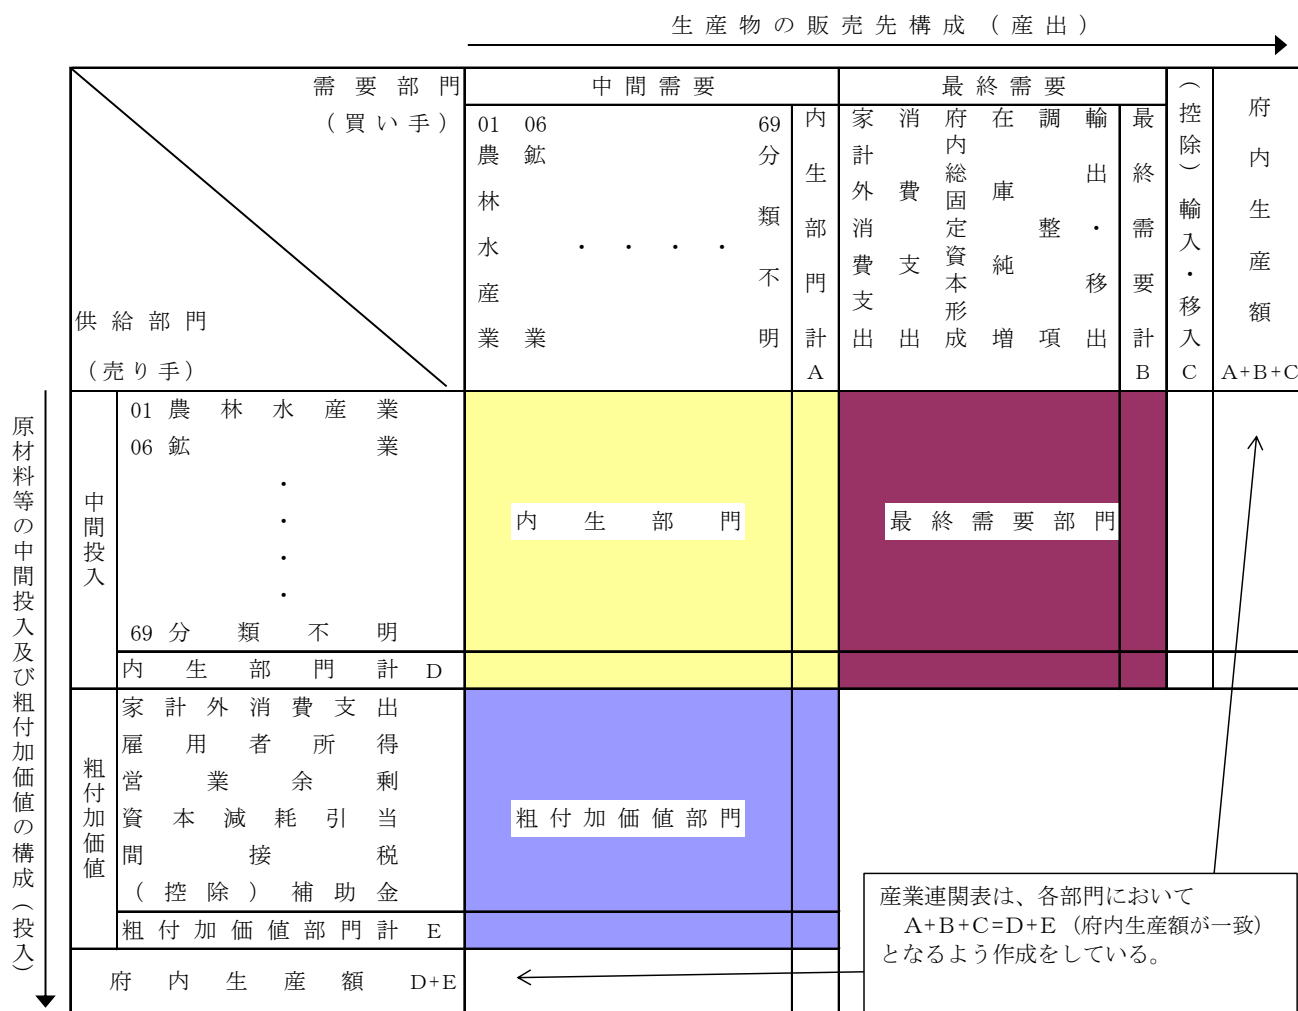 生産物の販売先構成(産出)
需要部門
(買い手)
供給部門
(売り手)
中間需要
最終需要
01農林水産業
06鉱業
・・・・
69分類不明
内生部門計A
家計外消費支出
消費支出
府内総固定資本形成
在庫純増
調整項
輸出・移出
最終需要計B
(控除)輸入・移入C
府内生産額A+B+C
原材料等の中間投入及び粗付加価値の構成(投入)
中間投入
01 農林水産業
06 鉱業
・
・
・
・
69 分類不明
内生部門計 D
内生部門
最終需要部門
粗付加価値
家計外消費支出
雇用者所得
営業余剰
資本減耗引当
間接税
(控除)補助金
粗付加価値部門計 E
粗付加価値部門
府内生産額 D+E
産業連関表は、各部門において
A+B+C=D+E (府内生産額が一致)
となるよう作成をしている。